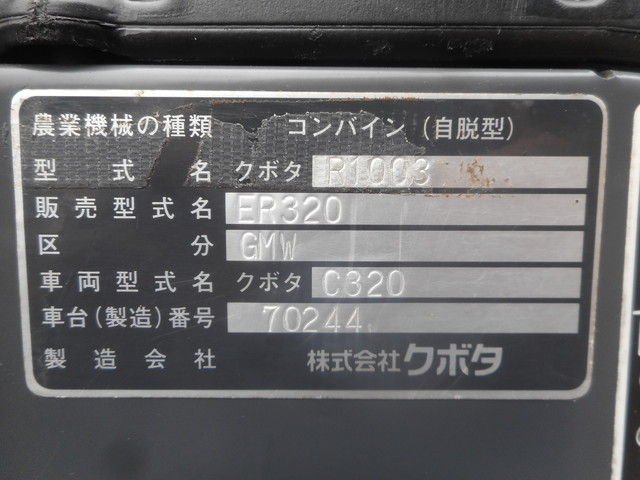 農業機械の種類 コンバイン(自脱型)
型式名 クボタ R1003
販売型式名 ER320
区分 GMW
車両型式名 クボタ C320
車台(製造)番号 70244
製造会社 株式会社クボタ